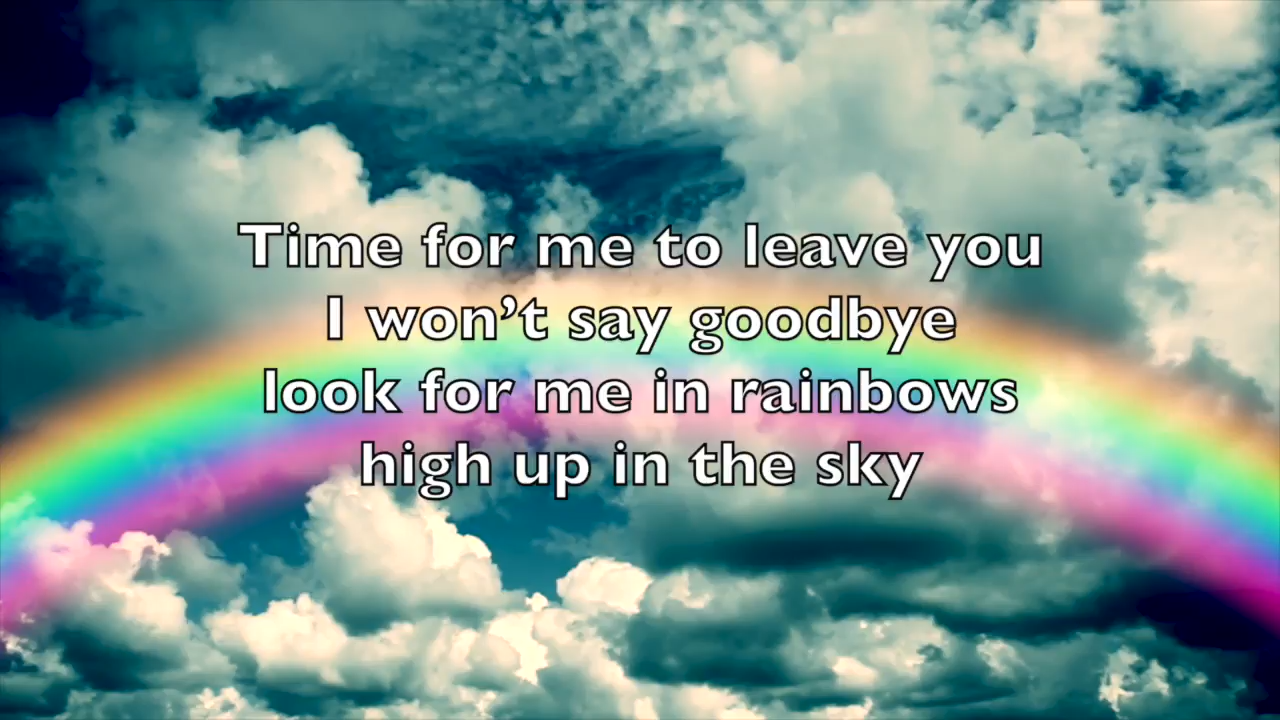 Time for me to leave you
I won’t say goodbye
look for me in rainbows
high up in the sky